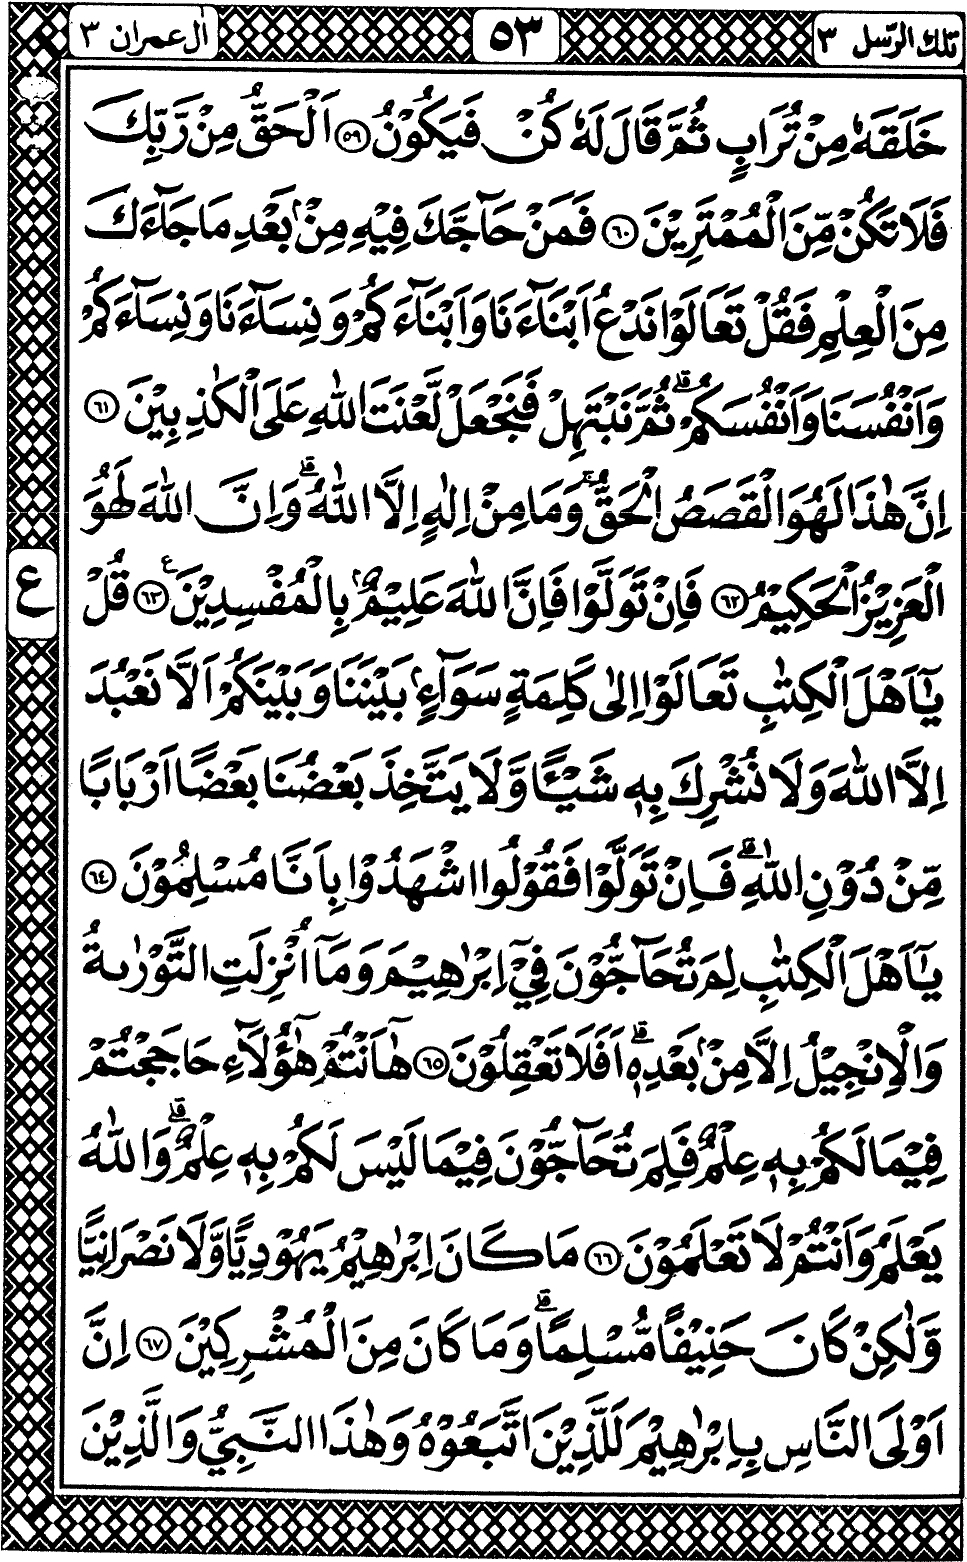 تلك الرسل ٣ ٥٣ اٰل عمران ٣
خَلَقَهٗ مِنْ تُرَابٍ ثُمَّ قَالَ لَهٗ كُنْ فَيَكُوْنُ ﴿٥٩﴾ اَلْحَقُّ مِنْ رَّبِّكَ
فَلَا تَكُنْ مِّنَ الْمُمْتَرِيْنَ ﴿٦٠﴾ فَمَنْ حَآجَّكَ فِيْهِ مِنْۢ بَعْدِ مَا جَآءَكَ
مِنَ الْعِلْمِ فَقُلْ تَعَالَوْا نَدْعُ اَبْنَآءَنَا وَاَبْنَآءَكُمْ وَنِسَآءَنَا وَنِسَآءَكُمْ
وَاَنْفُسَنَا وَاَنْفُسَكُمْ ۗ ثُمَّ نَبْتَهِلْ فَنَجْعَلْ لَّعْنَتَ اللّٰهِ عَلَى الْكٰذِبِيْنَ ﴿٦١﴾
اِنَّ هٰذَا لَهُوَ الْقَصَصُ الْحَقُّ ۚ وَمَا مِنْ اِلٰهٍ اِلَّا اللّٰهُ ۗ وَاِنَّ اللّٰهَ لَهُوَ
الْعَزِيْزُ الْحَكِيْمُ ﴿٦٢﴾ فَاِنْ تَوَلَّوْا فَاِنَّ اللّٰهَ عَلِيْمٌۢ بِالْمُفْسِدِيْنَ ﴿٦٣﴾ ع قُلْ
ع
يٰٓاَهْلَ الْكِتٰبِ تَعَالَوْا اِلٰى كَلِمَةٍ سَوَآءٍۢ بَيْنَنَا وَبَيْنَكُمْ اَلَّا نَعْبُدَ
اِلَّا اللّٰهَ وَلَا نُشْرِكَ بِهٖ شَيْـًٔا وَّلَا يَتَّخِذَ بَعْضُنَا بَعْضًا اَرْبَابًا
مِّنْ دُوْنِ اللّٰهِ ۗ فَاِنْ تَوَلَّوْا فَقُوْلُوا اشْهَدُوْا بِاَنَّا مُسْلِمُوْنَ ﴿٦٤﴾
يٰٓاَهْلَ الْكِتٰبِ لِمَ تُحَآجُّوْنَ فِيْٓ اِبْرٰهِيْمَ وَمَآ اُنْزِلَتِ التَّوْرٰىةُ
وَالْاِنْجِيْلُ اِلَّا مِنْۢ بَعْدِهٖ ۗ اَفَلَا تَعْقِلُوْنَ ﴿٦٥﴾ هٰٓاَنْتُمْ هٰٓؤُلَآءِ حَاجَجْتُمْ
فِيْمَا لَكُمْ بِهٖ عِلْمٌ فَلِمَ تُحَآجُّوْنَ فِيْمَا لَيْسَ لَكُمْ بِهٖ عِلْمٌ ۗ وَاللّٰهُ
يَعْلَمُ وَاَنْتُمْ لَا تَعْلَمُوْنَ ﴿٦٦﴾ مَا كَانَ اِبْرٰهِيْمُ يَهُوْدِيًّا وَّلَا نَصْرَانِيًّا
وَّلٰكِنْ كَانَ حَنِيْفًا مُّسْلِمًا ۗ وَمَا كَانَ مِنَ الْمُشْرِكِيْنَ ﴿٦٧﴾ اِنَّ
اَوْلَى النَّاسِ بِاِبْرٰهِيْمَ لَلَّذِيْنَ اتَّبَعُوْهُ وَهٰذَا النَّبِيُّ وَالَّذِيْنَ